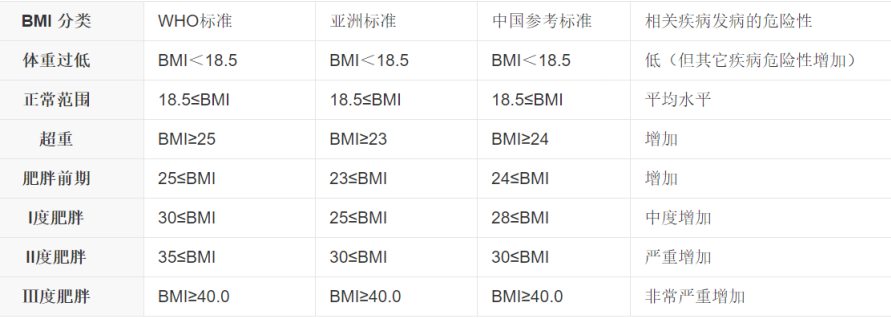 BMI 分类 WHO标准 亚洲标准 中国参考标准 相关疾病发病的危险性
体重过低 BMI＜18.5 BMI＜18.5 BMI＜18.5 低（但其它疾病危险性增加）
正常范围 18.5≤BMI 18.5≤BMI 18.5≤BMI 平均水平
超重 BMI≥25 BMI≥23 BMI≥24 增加
肥胖前期 25≤BMI 23≤BMI 24≤BMI 增加
I度肥胖 30≤BMI 25≤BMI 28≤BMI 中度增加
II度肥胖 35≤BMI 30≤BMI 30≤BMI 严重增加
Ⅲ度肥胖 BMI≥40.0 BMI≥40.0 BMI≥40.0 非常严重增加